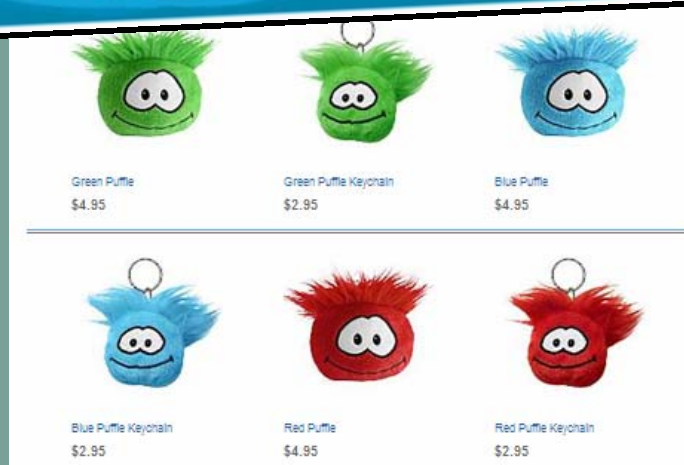 Green Puffle
$4.95
Green Puffle Keychain
$2.95
Blue Puffle
$4.95
Blue Puffle Keychain
$2.95
Red Puffle
$4.95
Red Puffle Keychain
$2.95